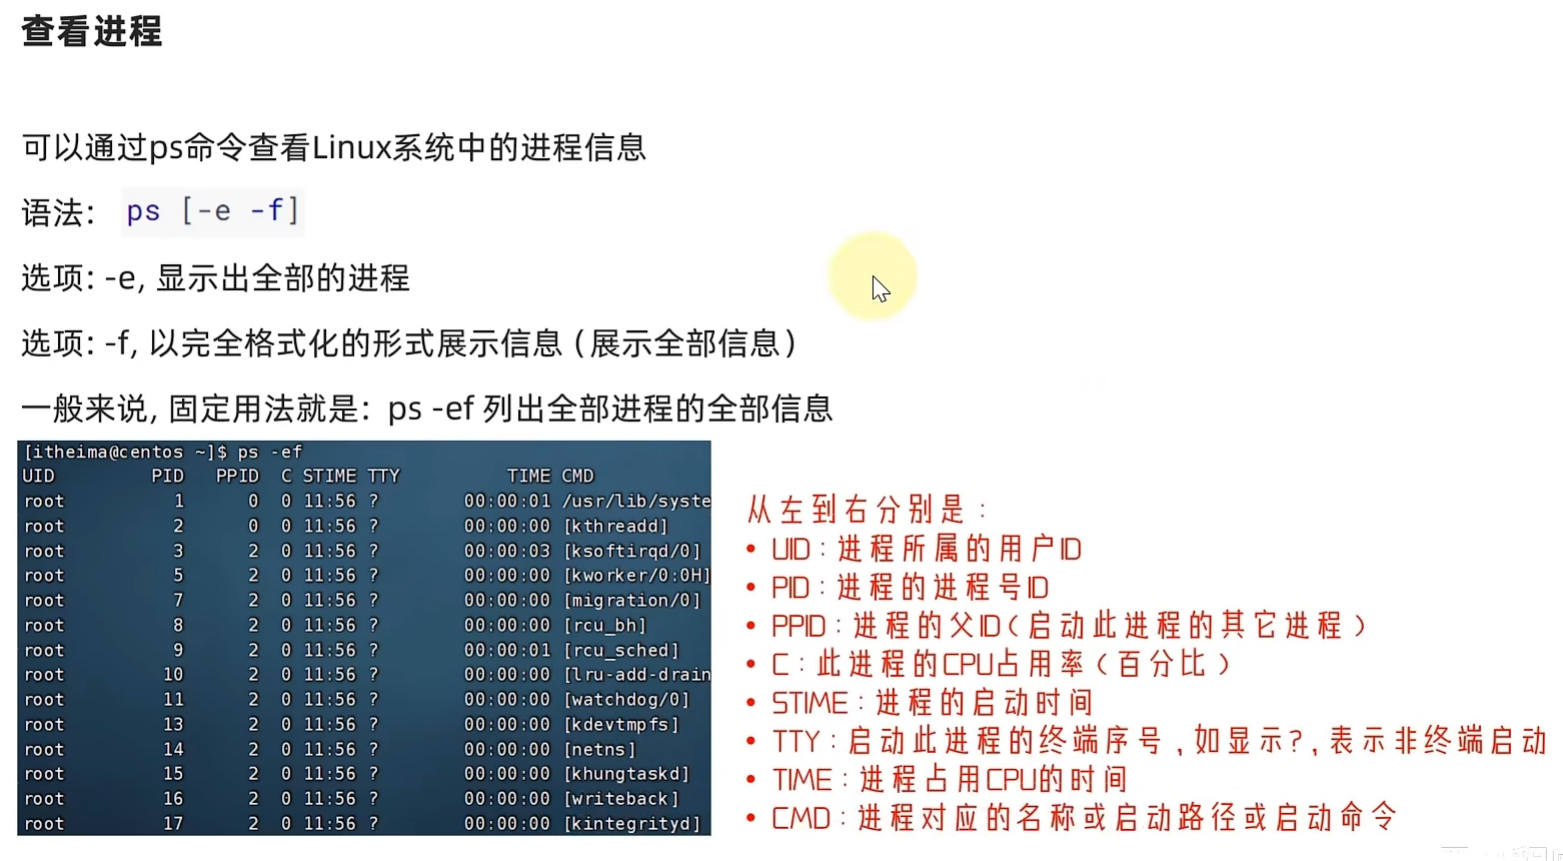 查看进程
可以通过ps命令查看Linux系统中的进程信息
语法： ps [-e -f]
选项: -e, 显示出全部的进程
选项: -f, 以完全格式化的形式展示信息（展示全部信息）
一般来说, 固定用法就是： ps -ef 列出全部进程的全部信息
[itheima@centos ~]$ ps -ef
UID PID PPID C STIME TTY TIME CMD
root 1 0 0 11:56 ? 00:00:01 /usr/lib/syste
root 2 0 0 11:56 ? 00:00:00 [kthreadd]
root 3 2 0 11:56 ? 00:00:03 [ksoftirqd/0]
root 5 2 0 11:56 ? 00:00:00 [kworker/0:0H]
root 7 2 0 11:56 ? 00:00:00 [migration/0]
root 8 2 0 11:56 ? 00:00:00 [rcu_bh]
root 9 2 0 11:56 ? 00:00:01 [rcu_sched]
root 10 2 0 11:56 ? 00:00:00 [lru-add-drain
root 11 2 0 11:56 ? 00:00:00 [watchdog/0]
root 13 2 0 11:56 ? 00:00:00 [kdevtmpfs]
root 14 2 0 11:56 ? 00:00:00 [netns]
root 15 2 0 11:56 ? 00:00:00 [khungtaskd]
root 16 2 0 11:56 ? 00:00:00 [writeback]
root 17 2 0 11:56 ? 00:00:00 [kintegrityd]
从左到右分别是：
• UID：进程所属的用户ID
• PID：进程的进程号ID
• PPID：进程的父ID（启动此进程的其它进程）
• C：此进程的CPU占用率（百分比）
• STIME：进程的启动时间
• TTY：启动此进程的终端序号,如显示?,表示非终端启动
• TIME：进程占用CPU的时间
• CMD：进程对应的名称或启动路径或启动命令